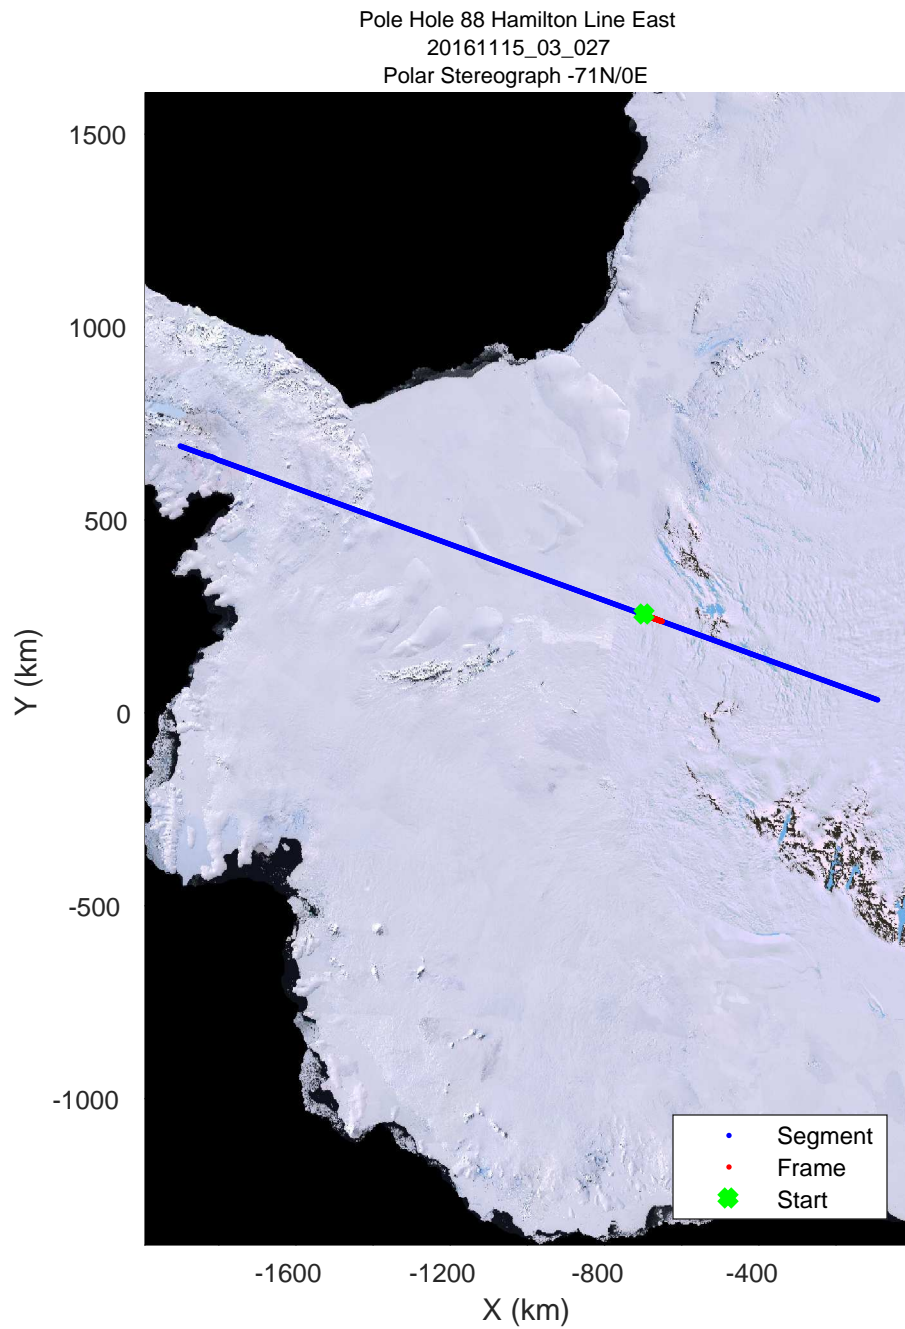 Pole Hole 88 Hamilton Line East
20161115_03_027
Polar Stereograph -71N/0E
1500
1000
500
0
-500
-1000
Y (km)
-1600
-1200
-800
-400
X (km)
Segment
Frame
Start